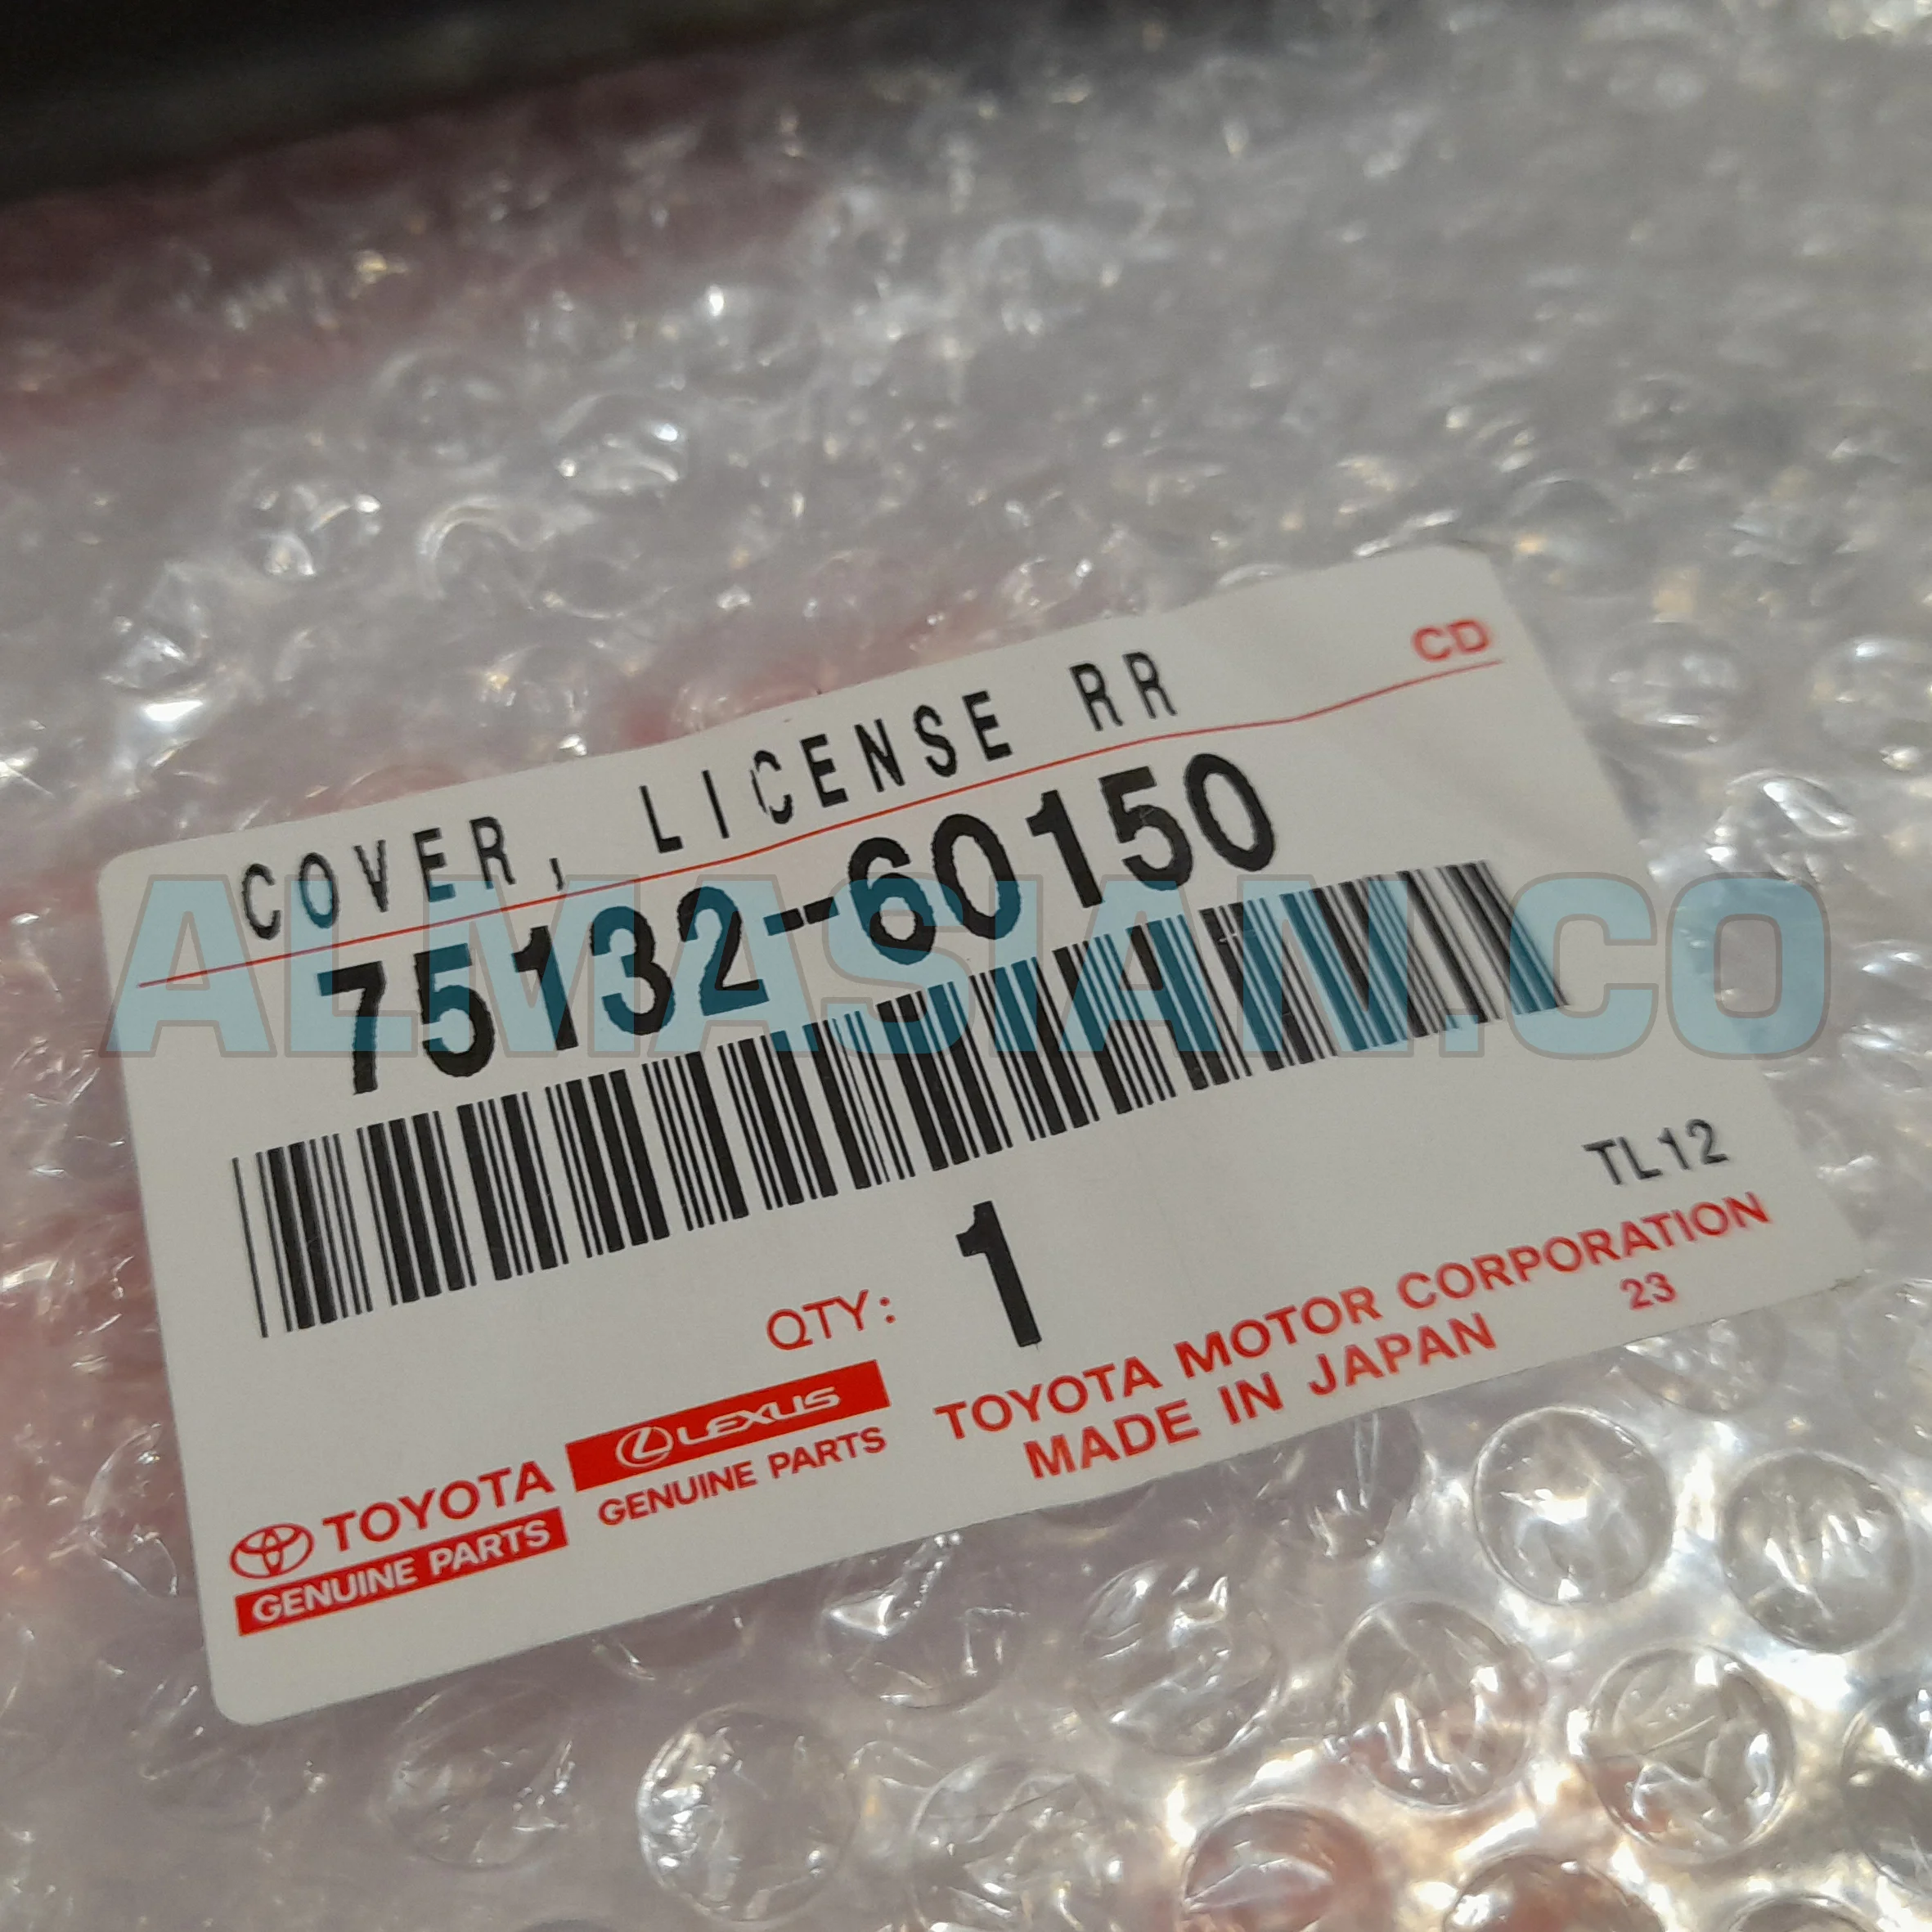 CD
COVER, LICENSE RR
75132-60150
ALMASIAN.CO
TL12
QTY: 1
TOYOTA
GENUINE PARTS
LEXUS
GENUINE PARTS
TOYOTA MOTOR CORPORATION
MADE IN JAPAN 23